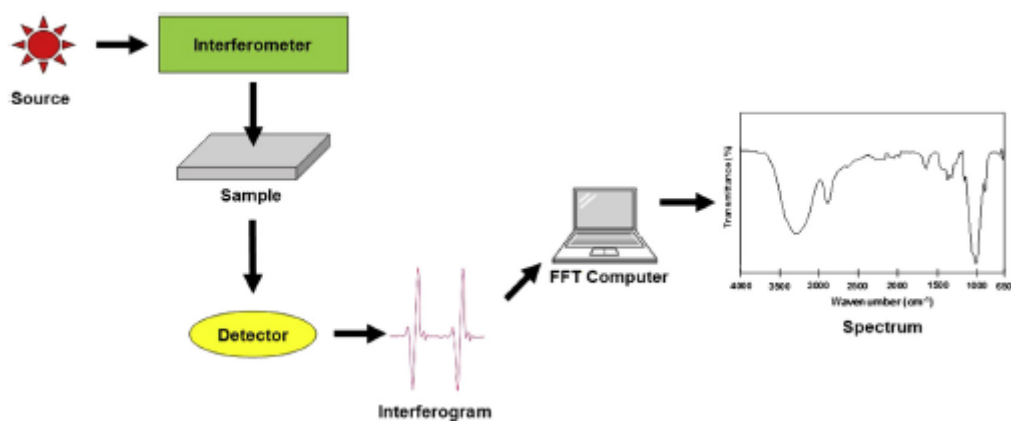 Interferometer
Source
Sample
Detector
Interferogram
FFT Computer
Transmittance (%)
4000 3500 3000 2500 2000 1500 1000 600
Wavenumber (cm⁻¹)
Spectrum